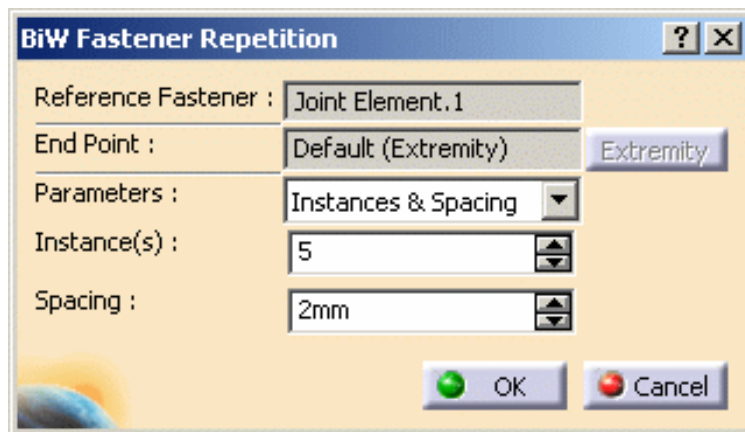 BiW Fastener Repetition ? X
Reference Fastener : Joint Element.1
End Point : Default (Extremity) Extremity
Parameters : Instances & Spacing
Instance(s) : 5
Spacing : 2mm
OK Cancel